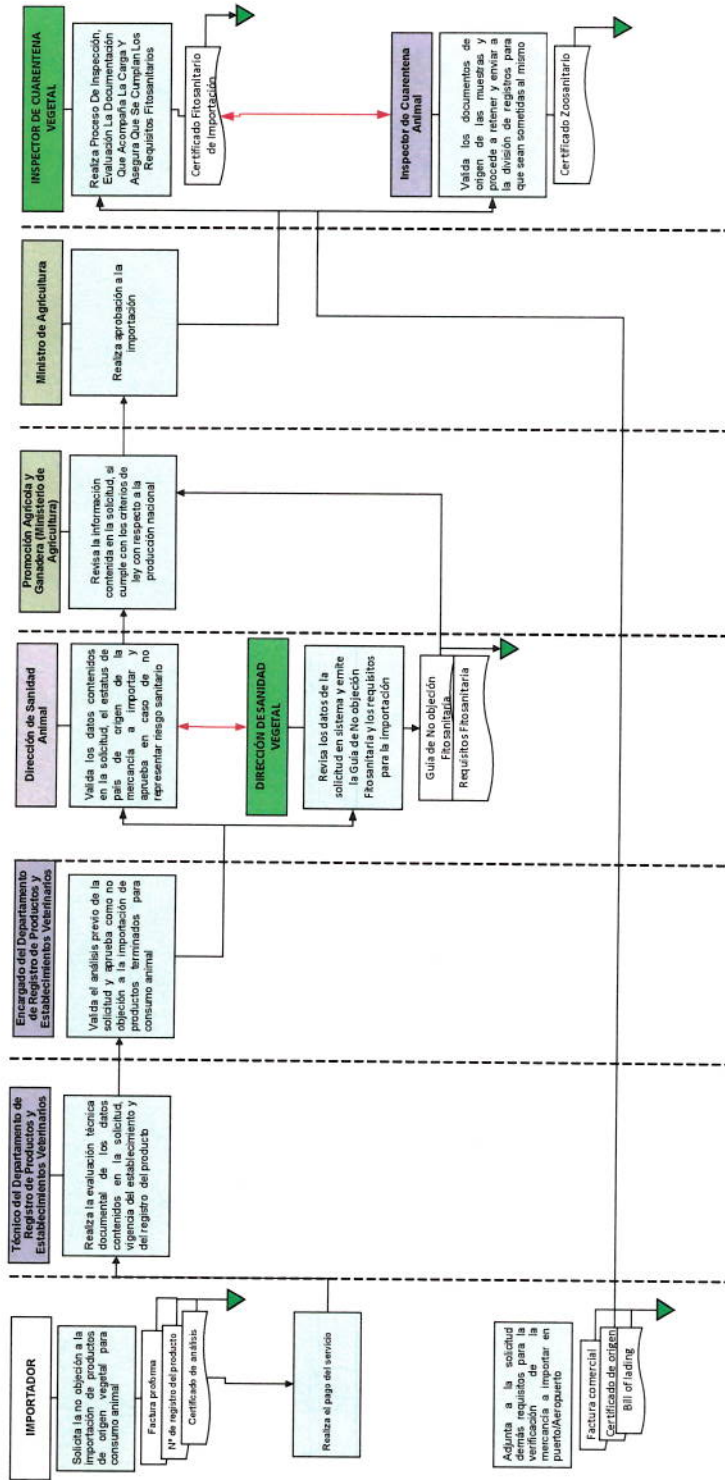 IMPORTADOR
Solicita la no objeción a la
importación de productos
de origen vegetal para
consumo animal
Factura proforma
N° de registro del producto
Certificado de análisis
Realiza el pago del servicio
Adjunta a la solicitud
demás requisitos para la
verificación de la
mercancía a importar en
puerto/Aeropuerto
Factura comercial
Certificado de origen
Bill of lading
Técnico del Departamento de
Registro de Productos y
Establecimientos Veterinarios
Realiza la evaluación técnica
documental de los datos
contenidos en la solicitud,
vigencia del establecimiento y
del registro del producto
Encargado del Departamento
de Registro de Productos y
Establecimientos Veterinarios
Valida el análisis previo de la
solicitud y aprueba como no
objeción a la importación de
productos terminados para
consumo animal
Dirección de Sanidad
Animal
Valida los datos contenidos
en la solicitud, el estatus de
país de origen de la
mercancía a importar y
aprueba en caso de no
representar riesgo sanitario
DIRECCIÓN DE SANIDAD
VEGETAL
Revisa los datos de la
solicitud en sistema y emite
la Guía de No objeción
Fitosanitaria y los requisitos
para la importación
Guía de No objeción
Fitosanitaria
Requisitos Fitosanitaria
Promoción Agrícola y
Ganadera (Ministerio de
Agricultura)
Revisa la información
contenida en la solicitud, si
cumple con los criterios de
ley con respecto a la
producción nacional
Ministro de Agricultura
Realiza aprobación a la
importación
INSPECTOR DE CUARENTENA
VEGETAL
Realiza Proceso De Inspección,
Evaluación La Documentación
Que Acompaña La Carga Y
Asegura Que Se Cumplan Los
Requisitos Fitosanitarios
Certificado Fitosanitario
de Importación
Inspector de Cuarentena
Animal
Valida los documentos de
origen de las muestras y
procede a retener y enviar a
la división de registros para
que sean sometidas al mismo
Certificado Zoosanitario